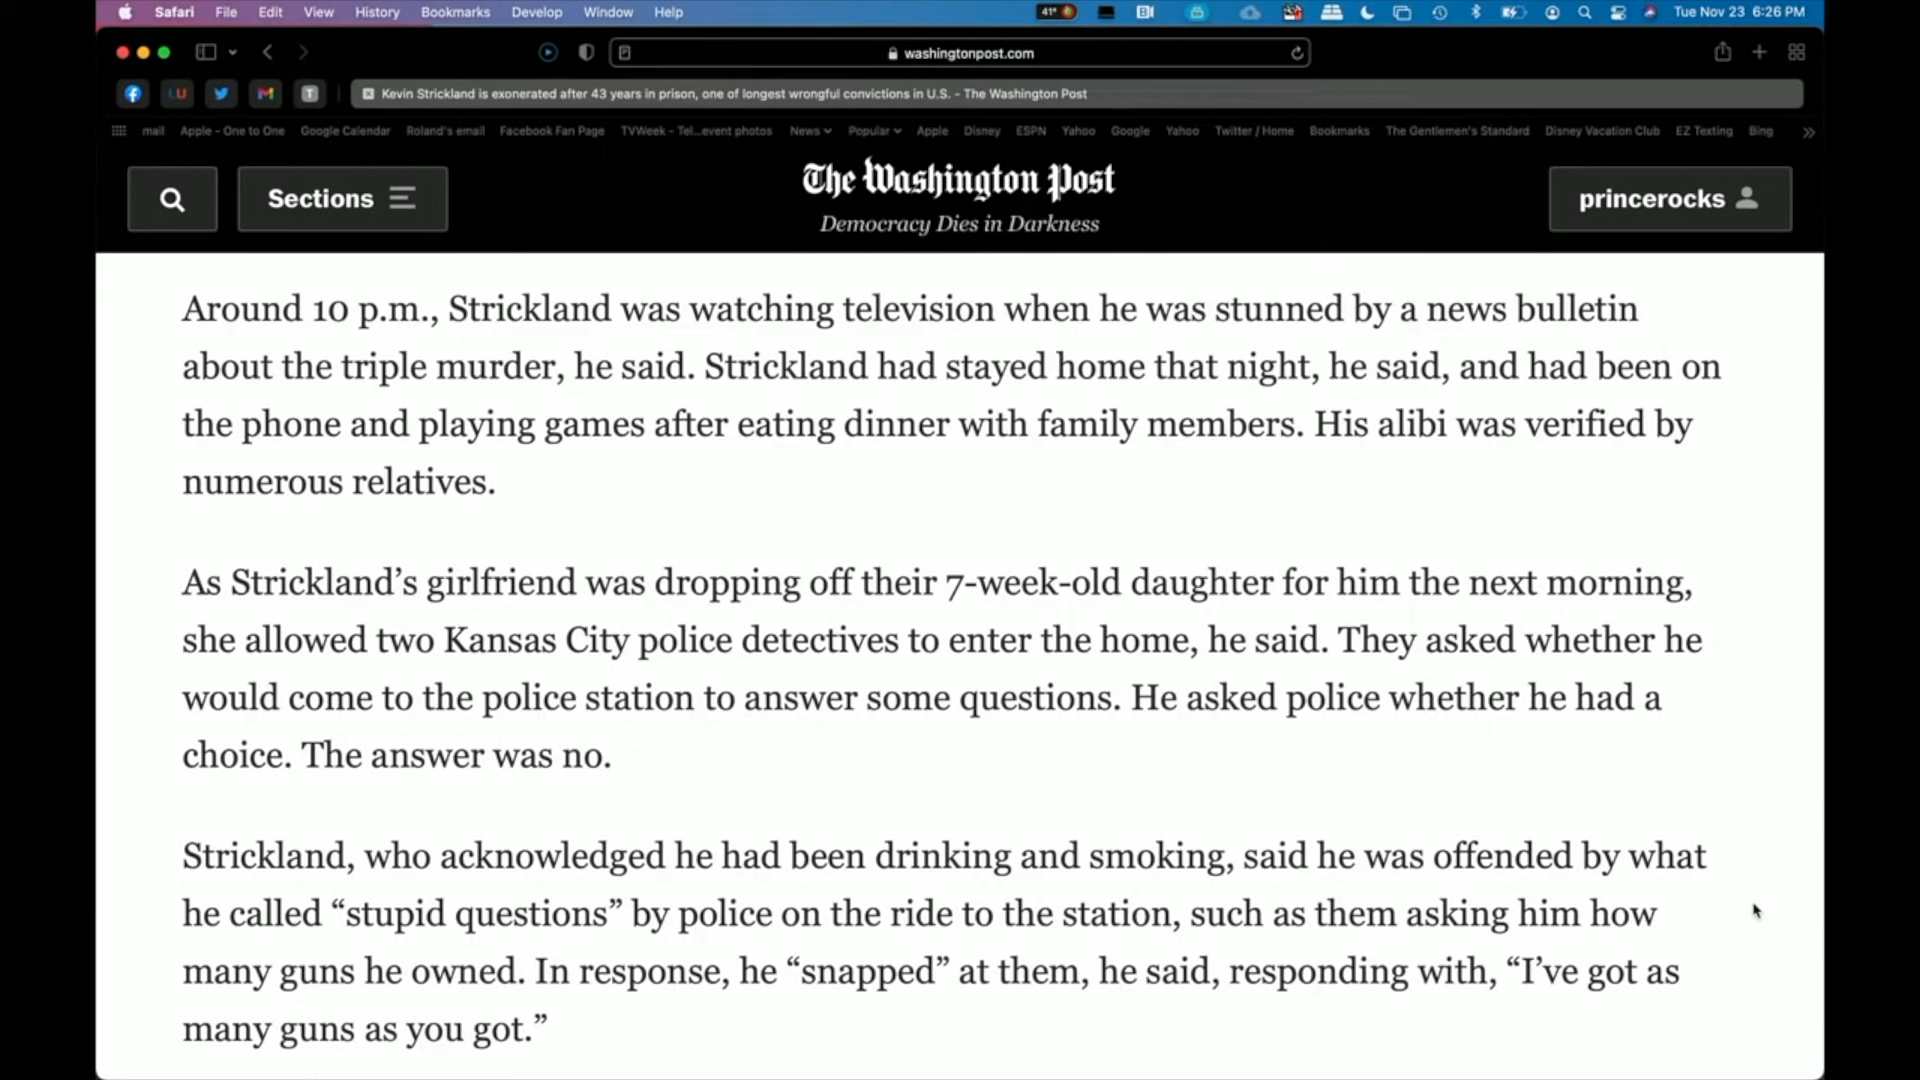 Safari File Edit View History Bookmarks Develop Window Help 41° Tue Nov 23 6:26 PM
washingtonpost.com
LU T Kevin Strickland is exonerated after 43 years in prison, one of longest wrongful convictions in U.S. - The Washington Post
mail Apple - One to One Google Calendar Roland's email Facebook Fan Page TVWeek - Tel...event photos News Popular Apple Disney ESPN Yahoo Google Yahoo Twitter / Home Bookmarks The Gentlemen's Standard Disney Vacation Club EZ Texting Bing
Sections The Washington Post princerocks
Democracy Dies in Darkness
Around 10 p.m., Strickland was watching television when he was stunned by a news bulletin
about the triple murder, he said. Strickland had stayed home that night, he said, and had been on
the phone and playing games after eating dinner with family members. His alibi was verified by
numerous relatives.
As Strickland’s girlfriend was dropping off their 7-week-old daughter for him the next morning,
she allowed two Kansas City police detectives to enter the home, he said. They asked whether he
would come to the police station to answer some questions. He asked police whether he had a
choice. The answer was no.
Strickland, who acknowledged he had been drinking and smoking, said he was offended by what
he called “stupid questions” by police on the ride to the station, such as them asking him how
many guns he owned. In response, he “snapped” at them, he said, responding with, “I’ve got as
many guns as you got.”